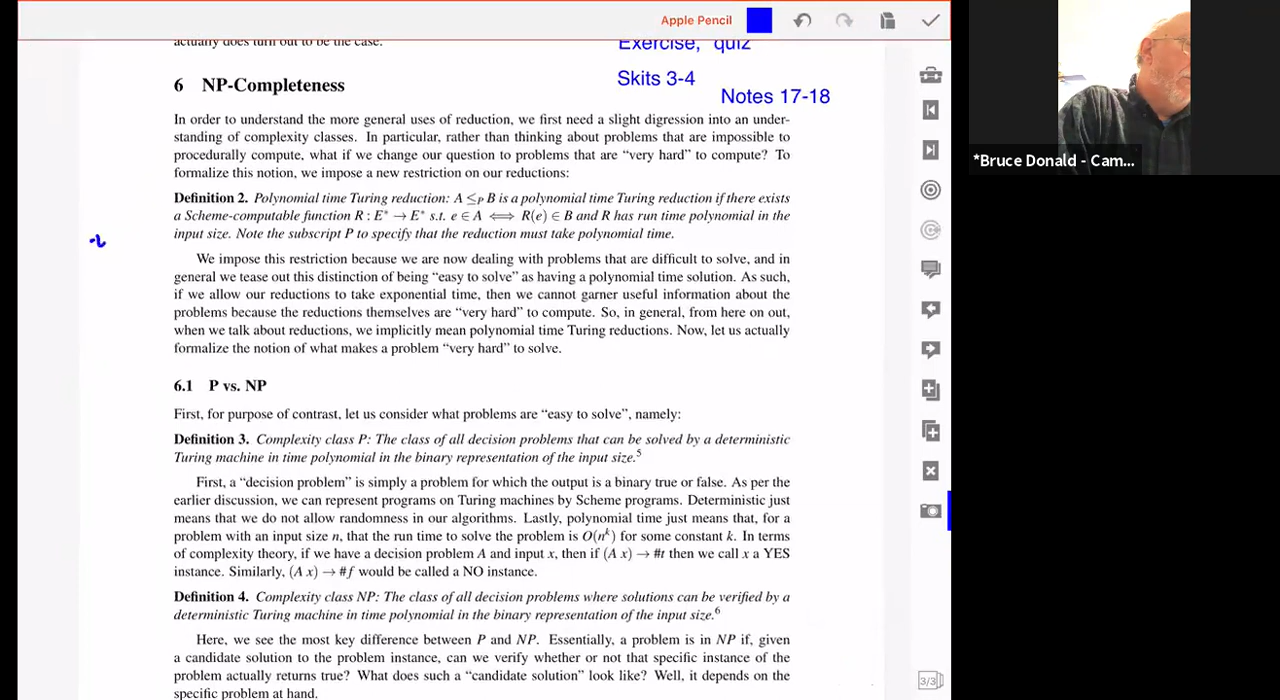 Apple Pencil
actually does turn out to be the case.
Exercise, quiz
6 NP-Completeness
Skits 3-4
Notes 17-18
In order to understand the more general uses of reduction, we first need a slight digression into an under-
standing of complexity classes. In particular, rather than thinking about problems that are impossible to
procedurally compute, what if we change our question to problems that are “very hard” to compute? To
formalize this notion, we impose a new restriction on our reductions:
*Bruce Donald - Cam...
Definition 2. Polynomial time Turing reduction: A ≤P B is a polynomial time Turing reduction if there exists
a Scheme-computable function R : E* → E* s.t. e ∈ A ⟺ R(e) ∈ B and R has run time polynomial in the
input size. Note the subscript P to specify that the reduction must take polynomial time.
We impose this restriction because we are now dealing with problems that are difficult to solve, and in
general we tease out this distinction of being “easy to solve” as having a polynomial time solution. As such,
if we allow our reductions to take exponential time, then we cannot garner useful information about the
problems because the reductions themselves are “very hard” to compute. So, in general, from here on out,
when we talk about reductions, we implicitly mean polynomial time Turing reductions. Now, let us actually
formalize the notion of what makes a problem “very hard” to solve.
6.1 P vs. NP
First, for purpose of contrast, let us consider what problems are “easy to solve”, namely:
Definition 3. Complexity class P: The class of all decision problems that can be solved by a deterministic
Turing machine in time polynomial in the binary representation of the input size.5
First, a “decision problem” is simply a problem for which the output is a binary true or false. As per the
earlier discussion, we can represent programs on Turing machines by Scheme programs. Deterministic just
means that we do not allow randomness in our algorithms. Lastly, polynomial time just means that, for a
problem with an input size n, that the run time to solve the problem is O(n^k) for some constant k. In terms
of complexity theory, if we have a decision problem A and input x, then if (A x) → #t then we call x a YES
instance. Similarly, (A x) → #f would be called a NO instance.
Definition 4. Complexity class NP: The class of all decision problems where solutions can be verified by a
deterministic Turing machine in time polynomial in the binary representation of the input size.6
Here, we see the most key difference between P and NP. Essentially, a problem is in NP if, given
a candidate solution to the problem instance, can we verify whether or not that specific instance of the
problem actually returns true? What does such a “candidate solution” look like? Well, it depends on the
specific problem at hand.
3/3